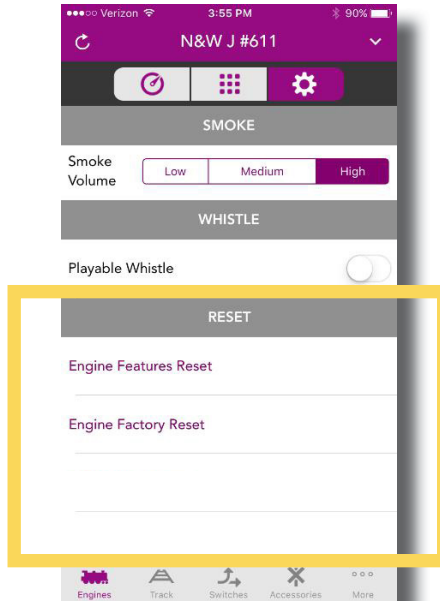 Verizon 3:55 PM 90%
N&W J #611
SMOKE
Smoke
Volume
Low Medium High
WHISTLE
Playable Whistle
RESET
Engine Features Reset
Engine Factory Reset
Engines Track Switches Accessories More